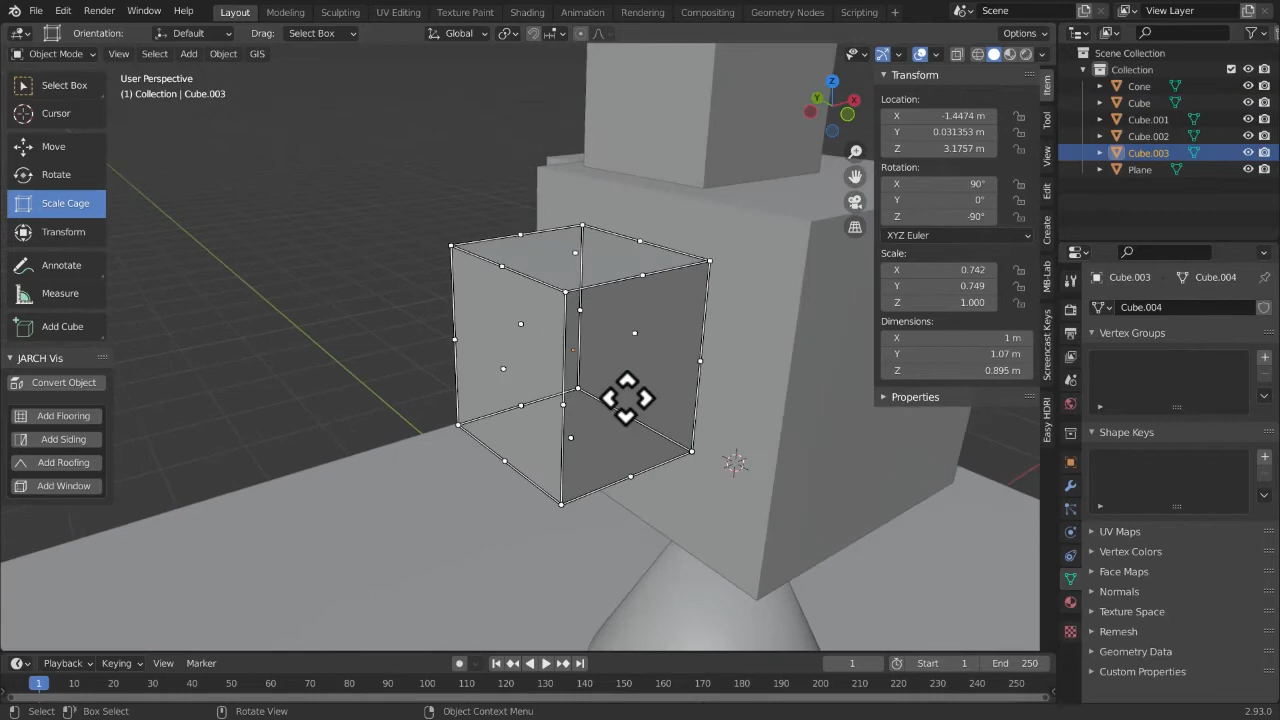 File Edit Render Window Help Layout Modeling Sculpting UV Editing Texture Paint Shading Animation Rendering Compositing Geometry Nodes Scripting + Scene View Layer
Orientation: Default Drag: Select Box Global Options
Object Mode View Select Add Object GIS
User Perspective
(1) Collection | Cube.003
Select Box
Cursor
Move
Rotate
Scale Cage
Transform
Annotate
Measure
Add Cube
JARCH Vis
Convert Object
Add Flooring
Add Siding
Add Roofing
Add Window
Z
Y
X
Transform
Location:
X -1.4474 m
Y 0.031353 m
Z 3.1757 m
Rotation:
X 90°
Y 0°
Z -90°
XYZ Euler
Scale:
X 0.742
Y 0.749
Z 1.000
Dimensions:
X 1 m
Y 1.07 m
Z 0.895 m
Properties
Item
Tool
View
Edit
Create
MB-Lab
Screencast Keys
Easy HDRI
Scene Collection
Collection
Cone
Cube
Cube.001
Cube.002
Cube.003
Plane
Cube.003 Cube.004
Cube.004
Vertex Groups
Shape Keys
UV Maps
Vertex Colors
Face Maps
Normals
Texture Space
Remesh
Geometry Data
Custom Properties
Playback Keying View Marker 1 Start 1 End 250
1 10 20 30 40 50 60 70 80 90 100 110 120 130 140 150 160 170 180 190 200 210 220 230 240 250
Select Box Select Rotate View Object Context Menu 2.93.0